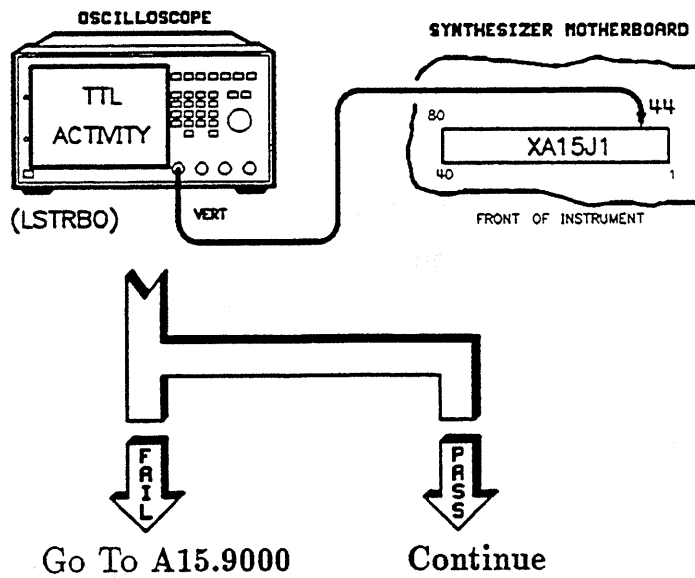 OSCILLOSCOPE
SYNTHESIZER MOTHERBOARD
TTL
ACTIVITY
44
80
XA15J1
40
1
(LSTRB0)
VERT
FRONT OF INSTRUMENT
FAIL
PASS
Go To A15.9000
Continue